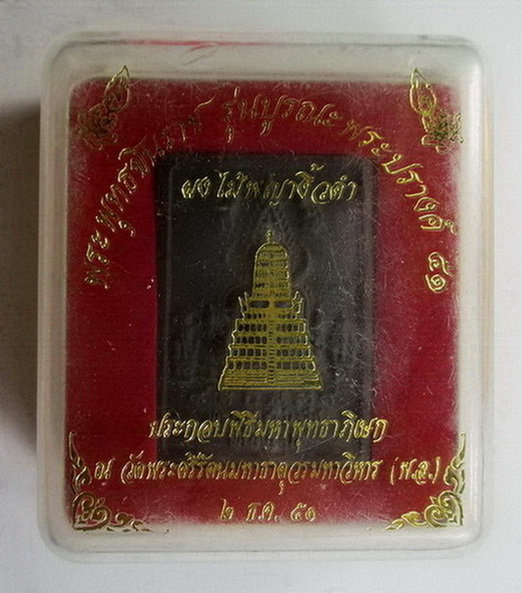 พระพุทธชินราช รุ่นบูรณะพระปรางค์ ๕๑
ผงไม้พญางิ้วดำ
ประกอบพิธีมหาพุทธาภิเษก
ณ วัดพระศรีรัตนมหาธาตุวรมหาวิหาร (พ.ล.)
๒ ธ.ค. ๕๑